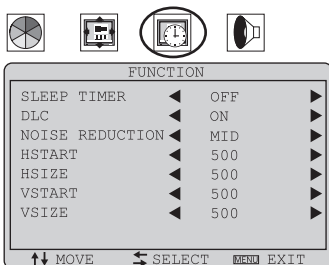 FUNCTION
SLEEP TIMER ◀ OFF ▶
DLC ◀ ON ▶
NOISE REDUCTION ◀ MID ▶
HSTART ◀ 500 ▶
HSIZE ◀ 500 ▶
VSTART ◀ 500 ▶
VSIZE ◀ 500 ▶
MOVE SELECT MENU EXIT